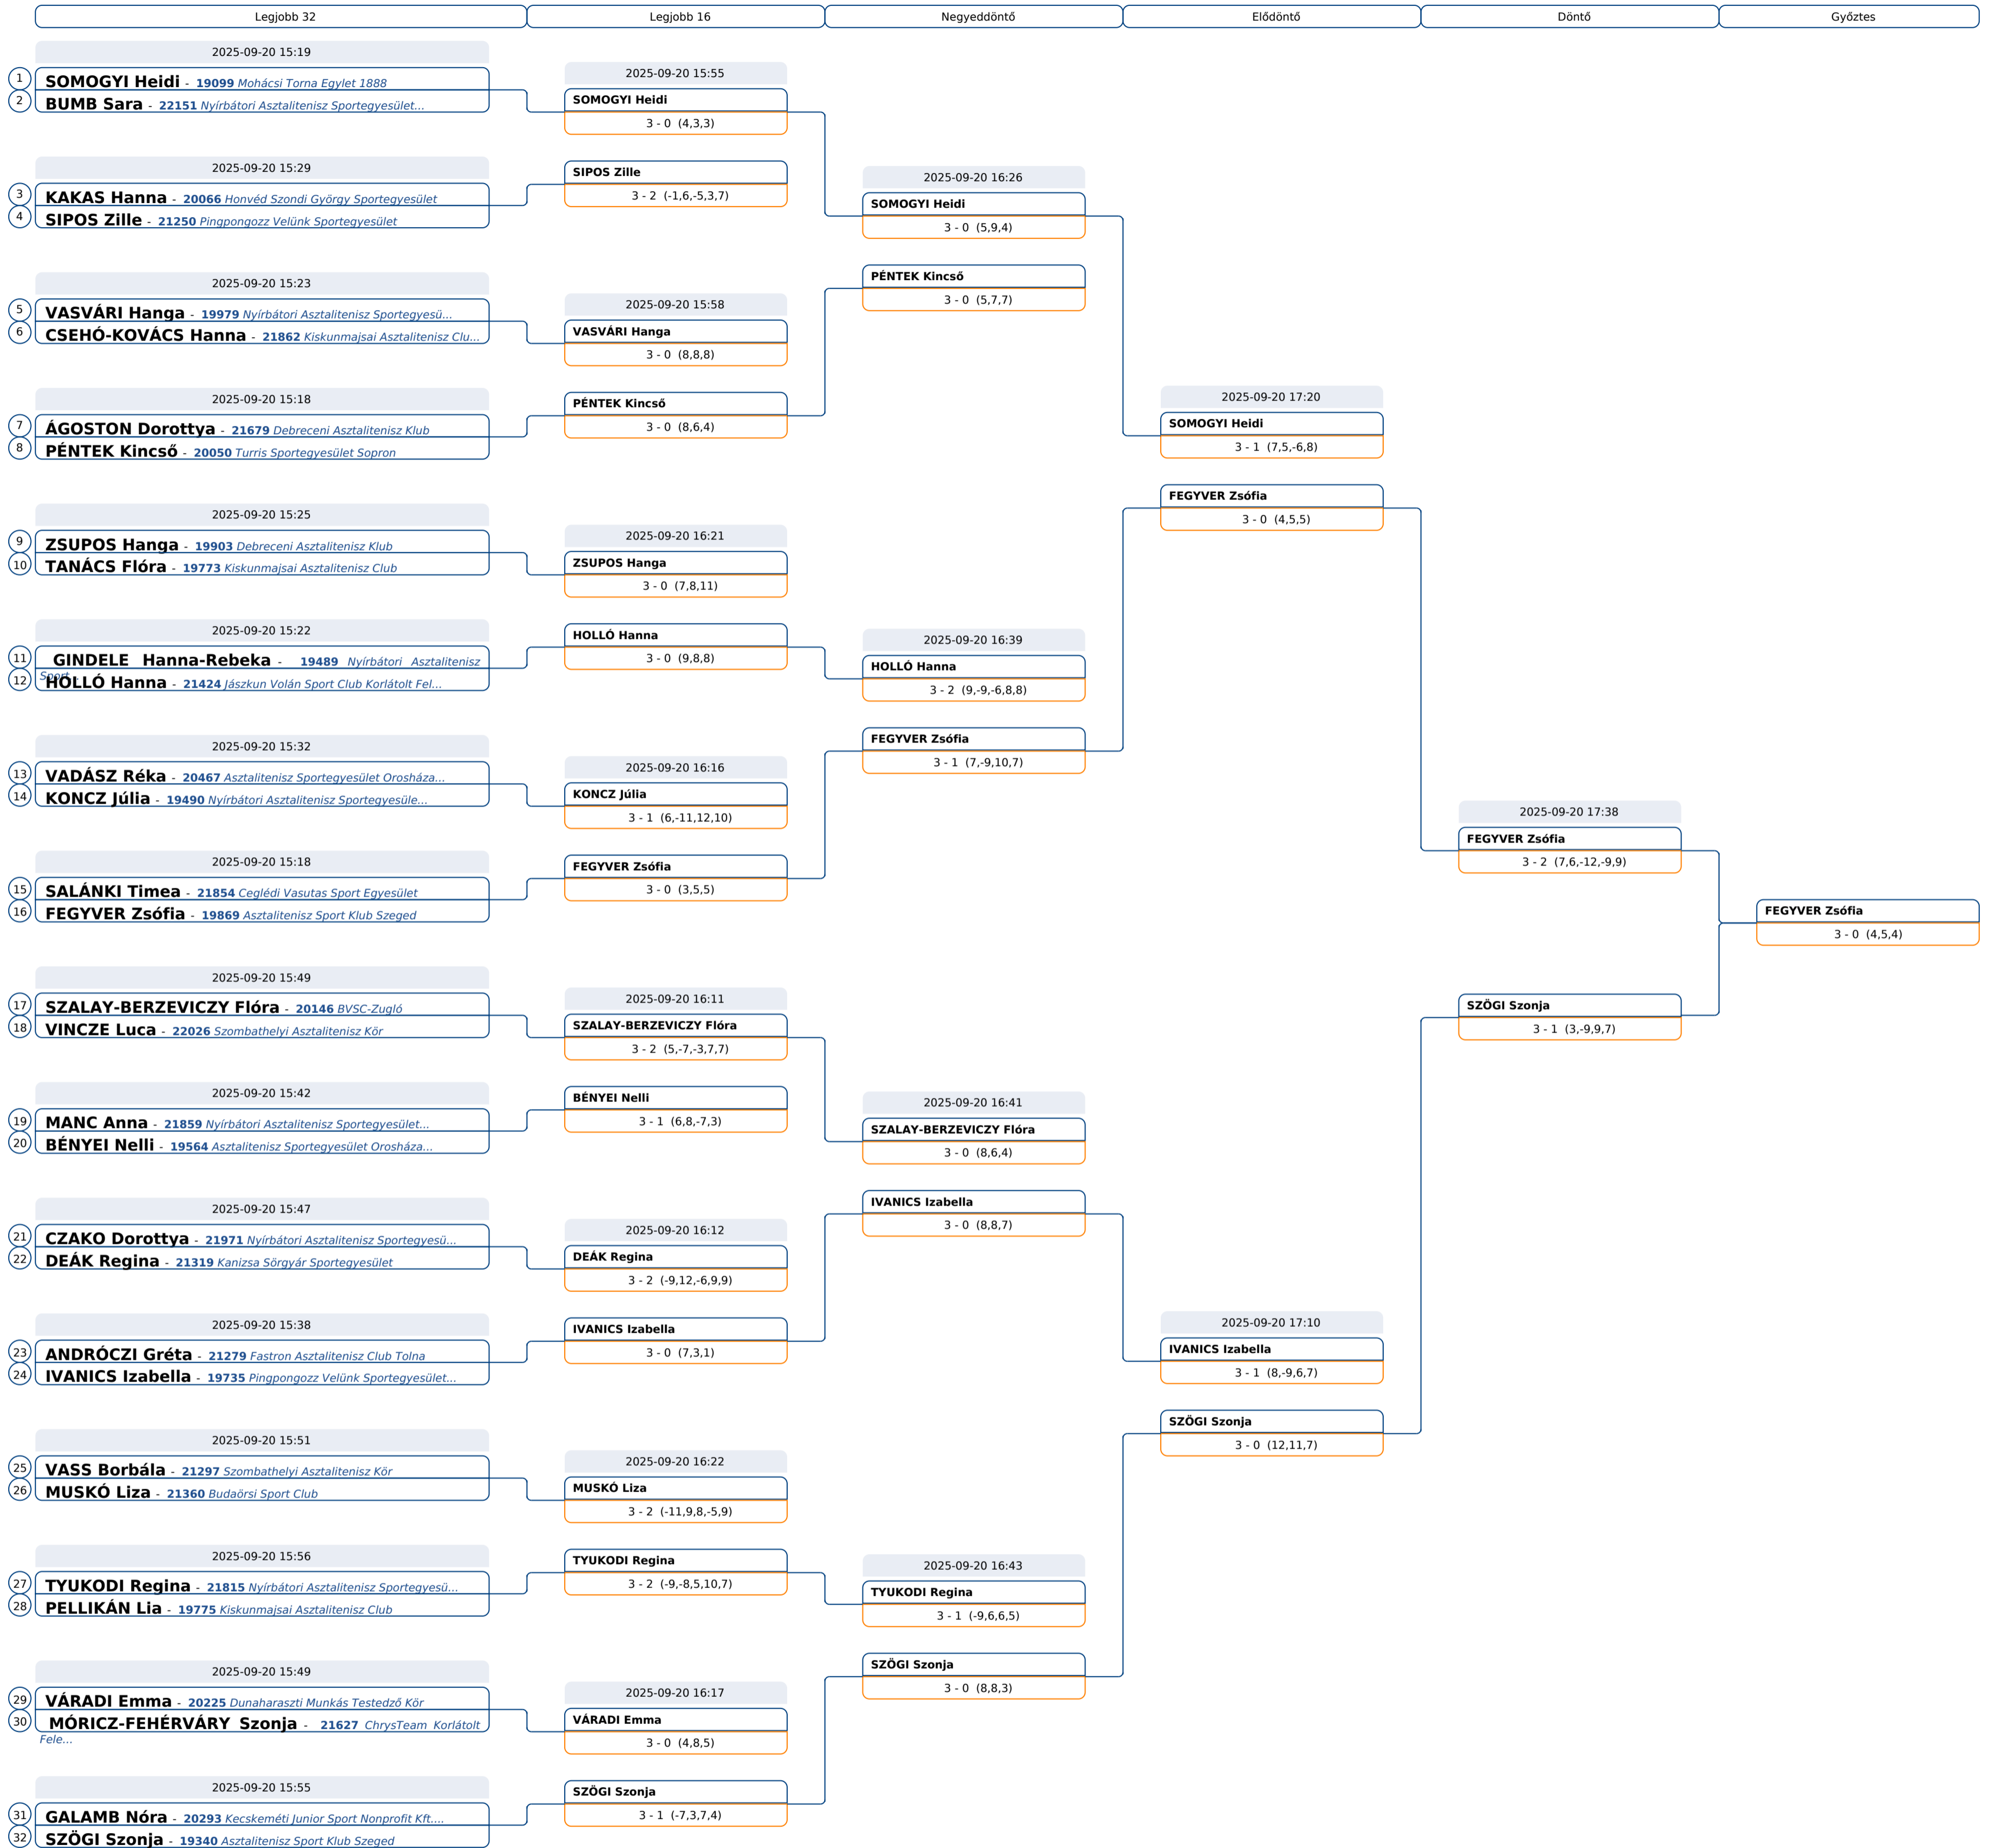 Legjobb 32
Legjobb 16
Negyeddöntő
Elődöntő
Döntő
Győztes
2025-09-20 15:19
1
SOMOGYI Heidi - 19099 Mohácsi Torna Egylet 1888
2
BUMB Sara - 22151 Nyírbátori Asztalitenisz Sportegyesület...
2025-09-20 15:29
3
KAKAS Hanna - 20066 Honvéd Szondi György Sportegyesület
4
SIPOS Zille - 21250 Pingpongozz Velünk Sportegyesület
2025-09-20 15:23
5
VASVÁRI Hanga - 19979 Nyírbátori Asztalitenisz Sportegyesü...
6
CSEHÓ-KOVÁCS Hanna - 21862 Kiskunmajsai Asztalitenisz Clu...
2025-09-20 15:18
7
ÁGOSTON Dorottya - 21679 Debreceni Asztalitenisz Klub
8
PÉNTEK Kincső - 20050 Turris Sportegyesület Sopron
2025-09-20 15:25
9
ZSUPOS Hanga - 19903 Debreceni Asztalitenisz Klub
10
TANÁCS Flóra - 19773 Kiskunmajsai Asztalitenisz Club
2025-09-20 15:22
11
GINDELE Hanna-Rebeka - 19489 Nyírbátori Asztalitenisz
Sport...
12
HOLLÓ Hanna - 21424 Jászkun Volán Sport Club Korlátolt Fel...
2025-09-20 15:32
13
VADÁSZ Réka - 20467 Asztalitenisz Sportegyesület Orosháza...
14
KONCZ Júlia - 19490 Nyírbátori Asztalitenisz Sportegyesüle...
2025-09-20 15:18
15
SALÁNKI Timea - 21854 Ceglédi Vasutas Sport Egyesület
16
FEGYVER Zsófia - 19869 Asztalitenisz Sport Klub Szeged
2025-09-20 15:49
17
SZALAY-BERZEVICZY Flóra - 20146 BVSC-Zugló
18
VINCZE Luca - 22026 Szombathelyi Asztalitenisz Kör
2025-09-20 15:42
19
MANC Anna - 21859 Nyírbátori Asztalitenisz Sportegyesület...
20
BÉNYEI Nelli - 19564 Asztalitenisz Sportegyesület Orosháza...
2025-09-20 15:47
21
CZAKO Dorottya - 21971 Nyírbátori Asztalitenisz Sportegyesü...
22
DEÁK Regina - 21319 Kanizsa Sörgyár Sportegyesület
2025-09-20 15:38
23
ANDRÓCZI Gréta - 21279 Fastron Asztalitenisz Club Tolna
24
IVANICS Izabella - 19735 Pingpongozz Velünk Sportegyesület...
2025-09-20 15:51
25
VASS Borbála - 21297 Szombathelyi Asztalitenisz Kör
26
MUSKÓ Liza - 21360 Budaörsi Sport Club
2025-09-20 15:56
27
TYUKODI Regina - 21815 Nyírbátori Asztalitenisz Sportegyesü...
28
PELLIKÁN Lia - 19775 Kiskunmajsai Asztalitenisz Club
2025-09-20 15:49
29
VÁRADI Emma - 20225 Dunaharaszti Munkás Testedző Kör
30
MÓRICZ-FEHÉRVÁRY Szonja - 21627 ChrysTeam Korlátolt
Fele...
2025-09-20 15:55
31
GALAMB Nóra - 20293 Kecskeméti Junior Sport Nonprofit Kft....
32
SZÖGI Szonja - 19340 Asztalitenisz Sport Klub Szeged
2025-09-20 15:55
SOMOGYI Heidi
3 - 0 (4,3,3)
SIPOS Zille
3 - 2 (-1,6,-5,3,7)
2025-09-20 15:58
VASVÁRI Hanga
3 - 0 (8,8,8)
PÉNTEK Kincső
3 - 0 (8,6,4)
2025-09-20 16:21
ZSUPOS Hanga
3 - 0 (7,8,11)
HOLLÓ Hanna
3 - 0 (9,8,8)
2025-09-20 16:16
KONCZ Júlia
3 - 1 (6,-11,12,10)
FEGYVER Zsófia
3 - 0 (3,5,5)
2025-09-20 16:11
SZALAY-BERZEVICZY Flóra
3 - 2 (5,-7,-3,7,7)
BÉNYEI Nelli
3 - 1 (6,8,-7,3)
2025-09-20 16:12
DEÁK Regina
3 - 2 (-9,12,-6,9,9)
IVANICS Izabella
3 - 0 (7,3,1)
2025-09-20 16:22
MUSKÓ Liza
3 - 2 (-11,9,8,-5,9)
TYUKODI Regina
3 - 2 (-9,-8,5,10,7)
2025-09-20 16:17
VÁRADI Emma
3 - 0 (4,8,5)
SZÖGI Szonja
3 - 1 (-7,3,7,4)
2025-09-20 16:26
SOMOGYI Heidi
3 - 0 (5,9,4)
PÉNTEK Kincső
3 - 0 (5,7,7)
2025-09-20 16:39
HOLLÓ Hanna
3 - 2 (9,-9,-6,8,8)
FEGYVER Zsófia
3 - 1 (7,-9,10,7)
2025-09-20 16:41
SZALAY-BERZEVICZY Flóra
3 - 0 (8,6,4)
IVANICS Izabella
3 - 0 (8,8,7)
2025-09-20 16:43
TYUKODI Regina
3 - 1 (-9,6,6,5)
SZÖGI Szonja
3 - 0 (8,8,3)
2025-09-20 17:20
SOMOGYI Heidi
3 - 1 (7,5,-6,8)
FEGYVER Zsófia
3 - 0 (4,5,5)
2025-09-20 17:10
IVANICS Izabella
3 - 1 (8,-9,6,7)
SZÖGI Szonja
3 - 0 (12,11,7)
2025-09-20 17:38
FEGYVER Zsófia
3 - 2 (7,6,-12,-9,9)
SZÖGI Szonja
3 - 1 (3,-9,9,7)
FEGYVER Zsófia
3 - 0 (4,5,4)